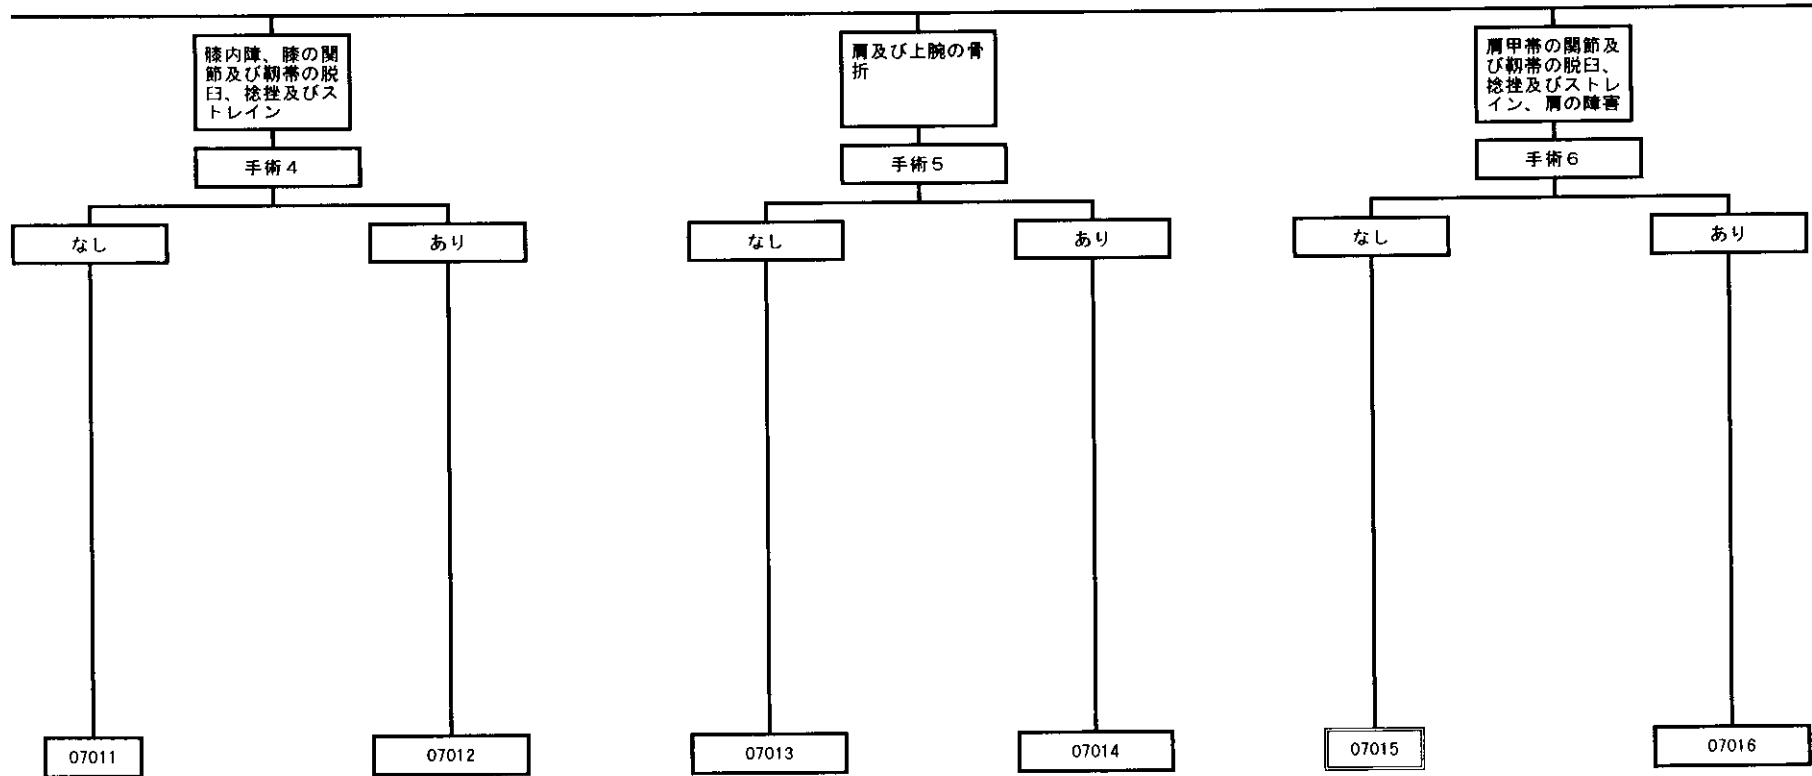 膝内障、膝の関
節及び靭帯の脱
臼、捻挫及びス
トレイン
肩及び上腕の骨
折
肩甲帯の関節及
び靭帯の脱臼、
捻挫及びストレ
イン、肩の障害
手術4
手術5
手術6
なし
あり
なし
あり
なし
あり
07011
07012
07013
07014
07015
07016